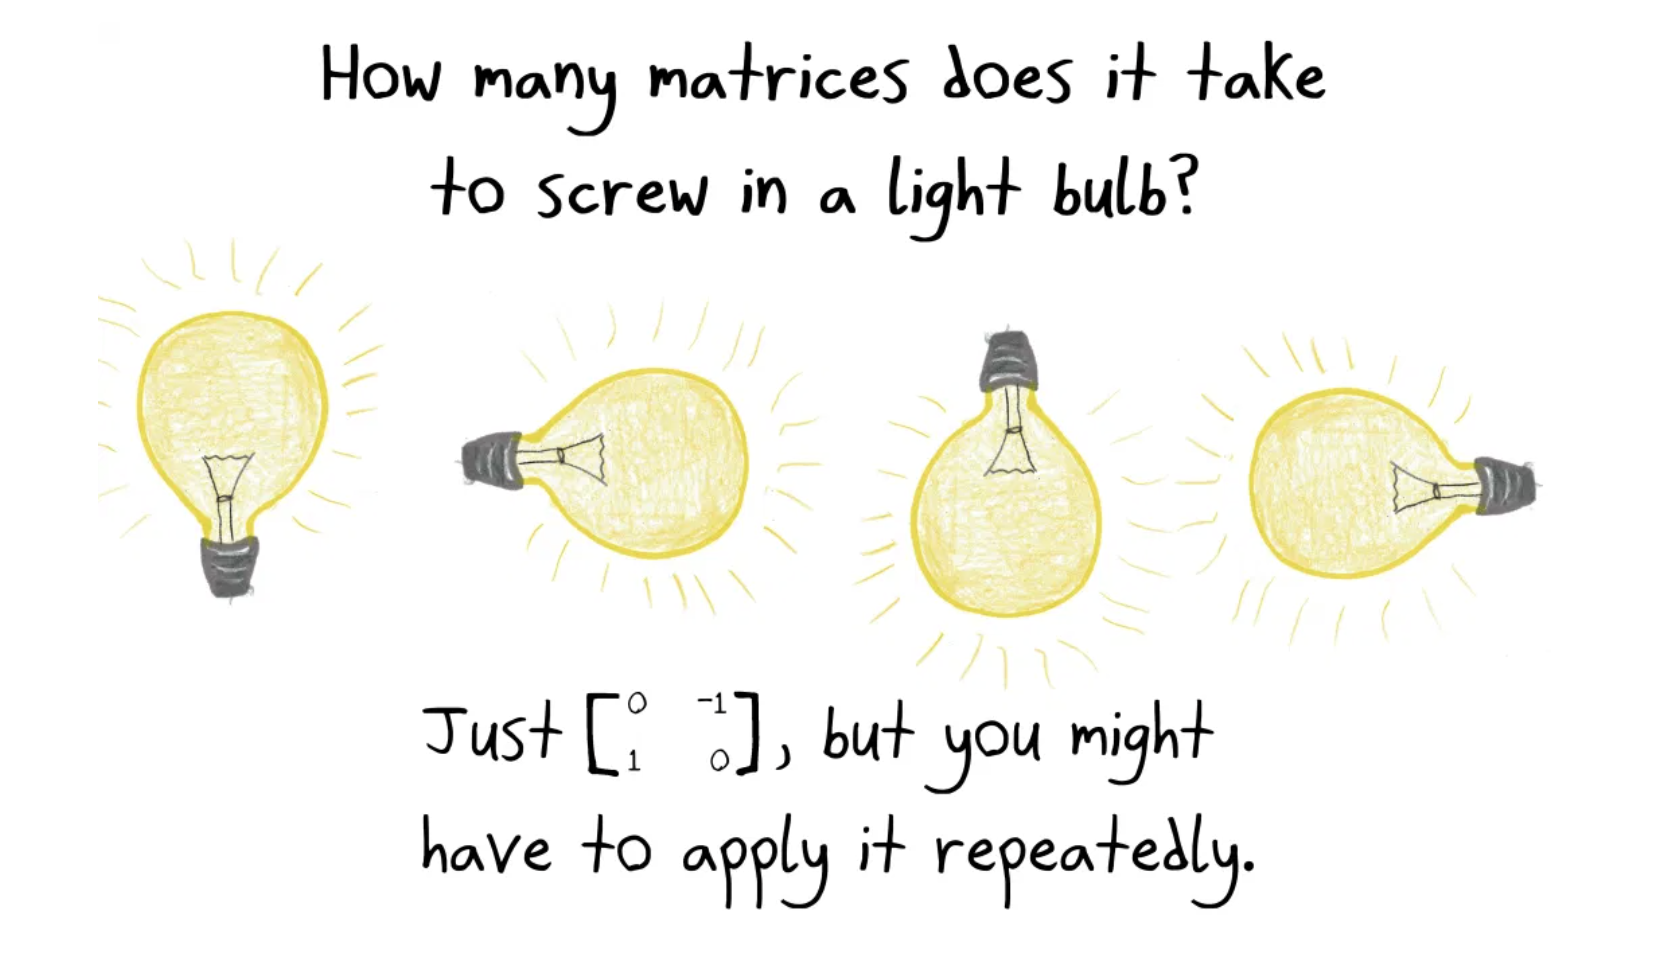 How many matrices does it take
to screw in a light bulb?
Just [0 -1
1 0], but you might
have to apply it repeatedly.